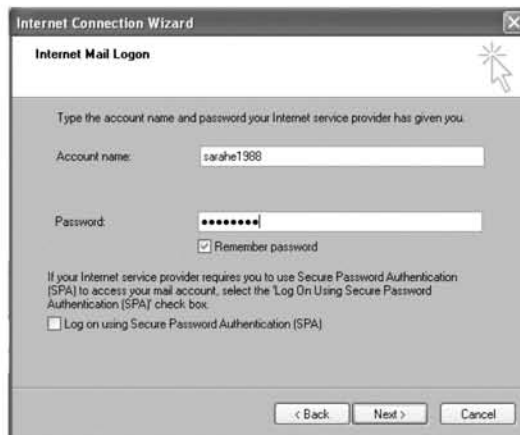 Internet Connection Wizard
Internet Mail Logon
Type the account name and password your Internet service provider has given you.
Account name: sarahe1988
Password: ●●●●●●●●
Remember password
If your Internet service provider requires you to use Secure Password Authentication
(SPA) to access your mail account, select the 'Log On Using Secure Password
Authentication (SPA)' check box.
Log on using Secure Password Authentication (SPA)
< Back Next > Cancel